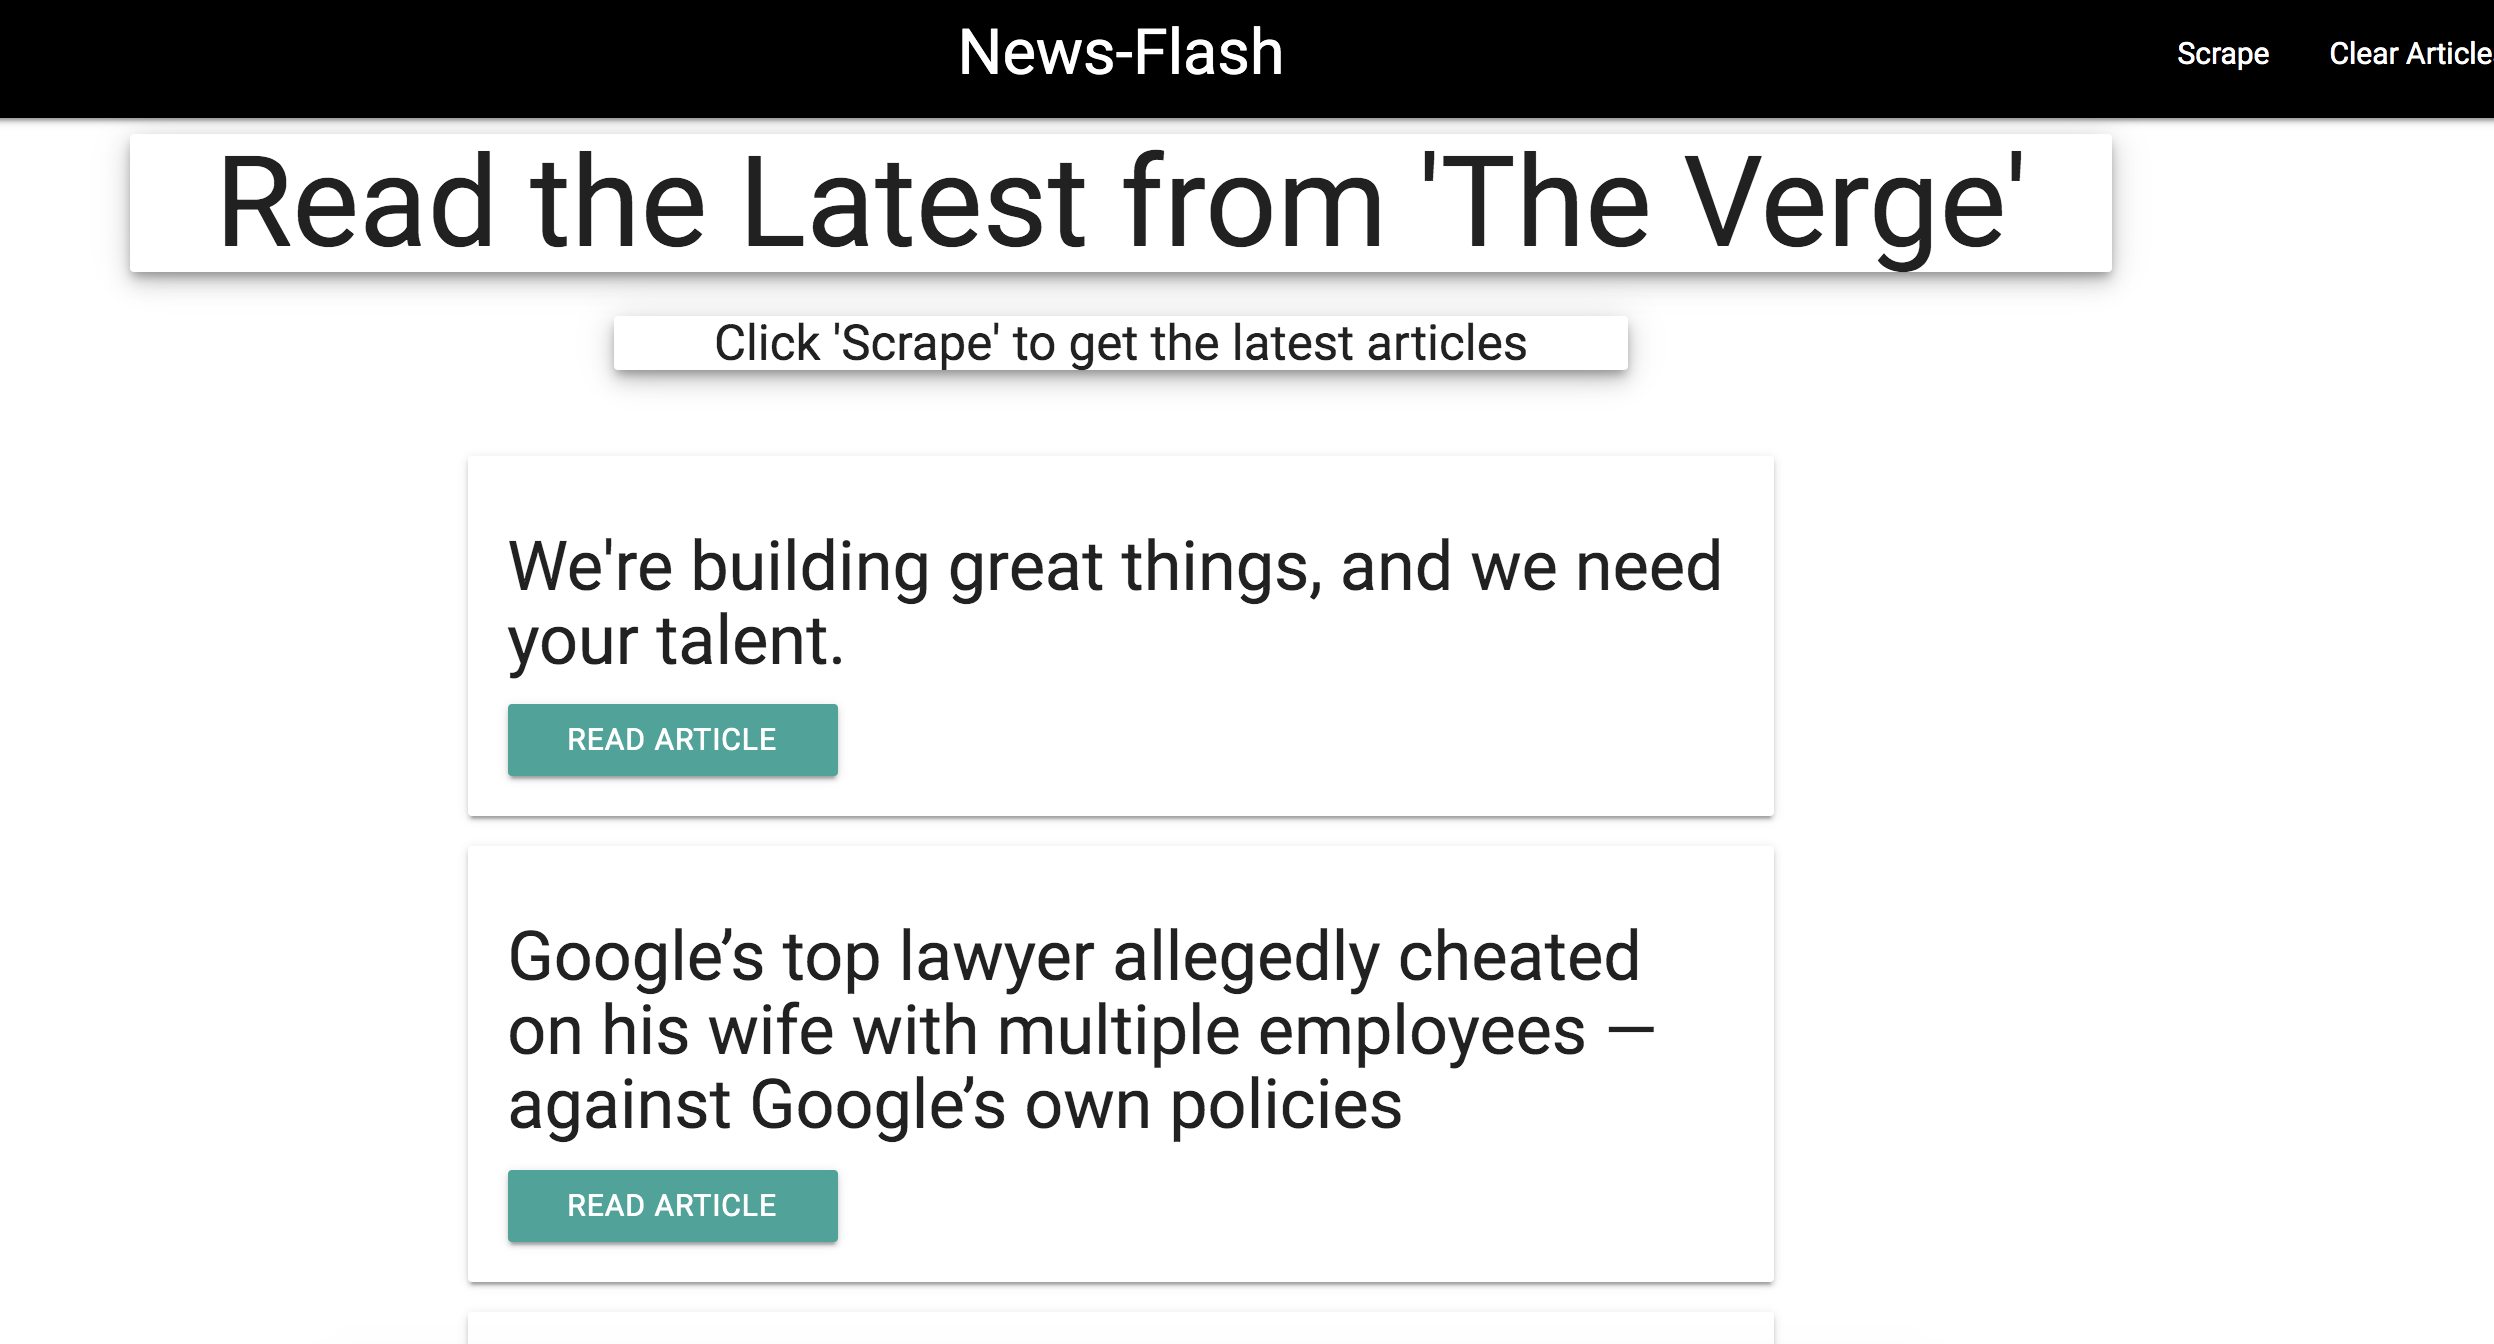 News-Flash
Scrape
Clear Articles
Read the Latest from 'The Verge'
Click 'Scrape' to get the latest articles
We're building great things, and we need
your talent.
READ ARTICLE
Google’s top lawyer allegedly cheated
on his wife with multiple employees —
against Google’s own policies
READ ARTICLE